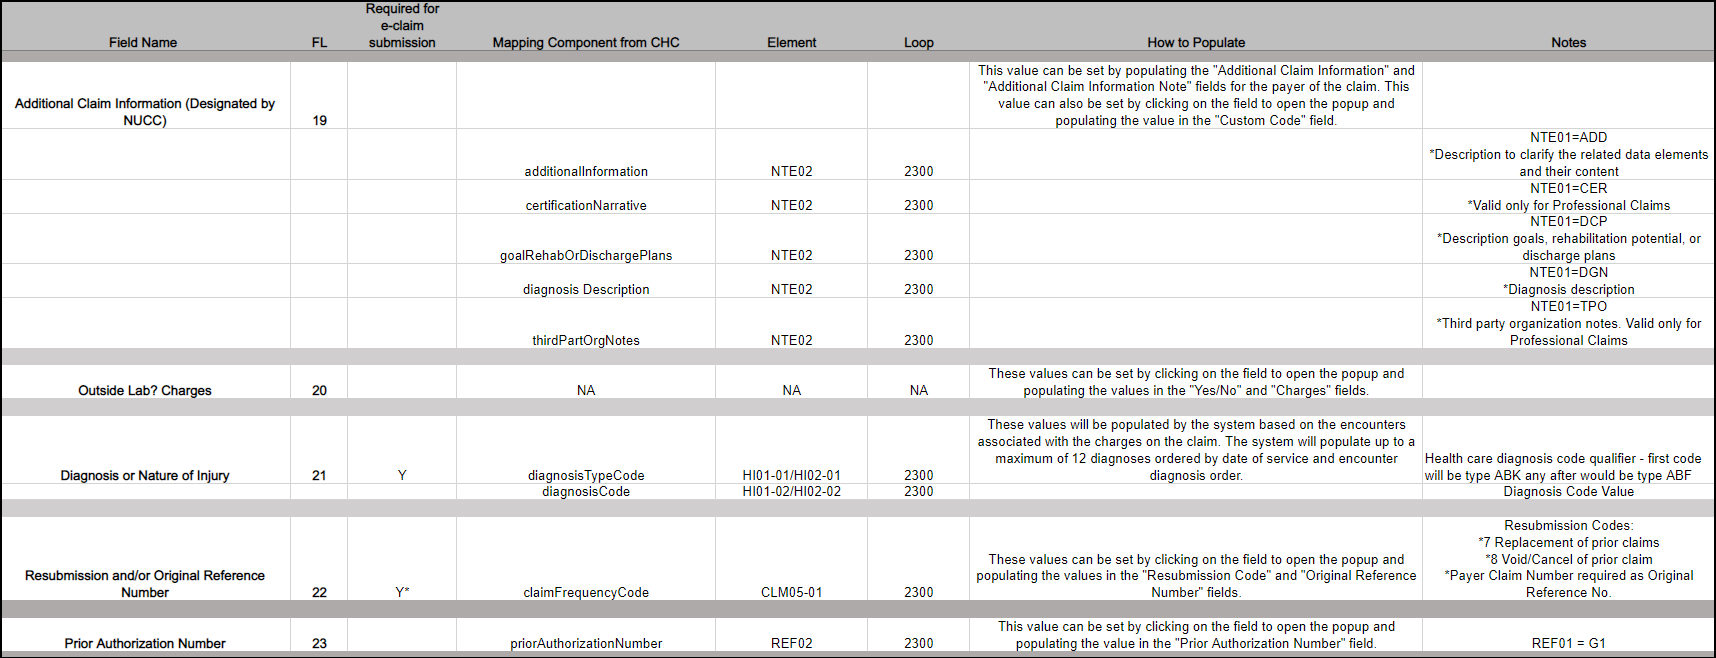 Field Name FL Required for e-claim submission Mapping Component from CHC Element Loop How to Populate Notes
This value can be set by populating the "Additional Claim Information" and
"Additional Claim Information Note" fields for the payer of the claim. This
value can also be set by clicking on the field to open the popup and
populating the value in the "Custom Code" field.
Additional Claim Information (Designated by
NUCC) 19
NTE01=ADD
*Description to clarify the related data elements
and their content
additionalInformation NTE02 2300
NTE01=CER
certificationNarrative NTE02 2300 *Valid only for Professional Claims
NTE01=DCP
*Description goals, rehabilitation potential, or
goalRehabOrDischargePlans NTE02 2300 discharge plans
NTE01=DGN
diagnosis Description NTE02 2300 *Diagnosis description
NTE01=TPO
*Third party organization notes. Valid only for
thirdPartOrgNotes NTE02 2300 Professional Claims
These values can be set by clicking on the field to open the popup and
Outside Lab? Charges 20 NA NA NA populating the values in the "Yes/No" and "Charges" fields.
These values will be populated by the system based on the encounters
associated with the charges on the claim. The system will populate up to a
maximum of 12 diagnoses ordered by date of service and encounter
diagnosis order.
Health care diagnosis code qualifier - first code
will be type ABK any after would be type ABF
Diagnosis or Nature of Injury 21 Y diagnosisTypeCode HI01-01/HI02-01 2300
diagnosisCode HI01-02/HI02-02 2300 Diagnosis Code Value
Resubmission Codes:
*7 Replacement of prior claims
*8 Void/Cancel of prior claim
*Payer Claim Number required as Original
Reference No.
These values can be set by clicking on the field to open the popup and
populating the values in the "Resubmission Code" and "Original Reference
Number" fields.
Resubmission and/or Original Reference
Number 22 Y* claimFrequencyCode CLM05-01 2300
This value can be set by clicking on the field to open the popup and
populating the value in the "Prior Authorization Number" field.
Prior Authorization Number 23 priorAuthorizationNumber REF02 2300 REF01 = G1